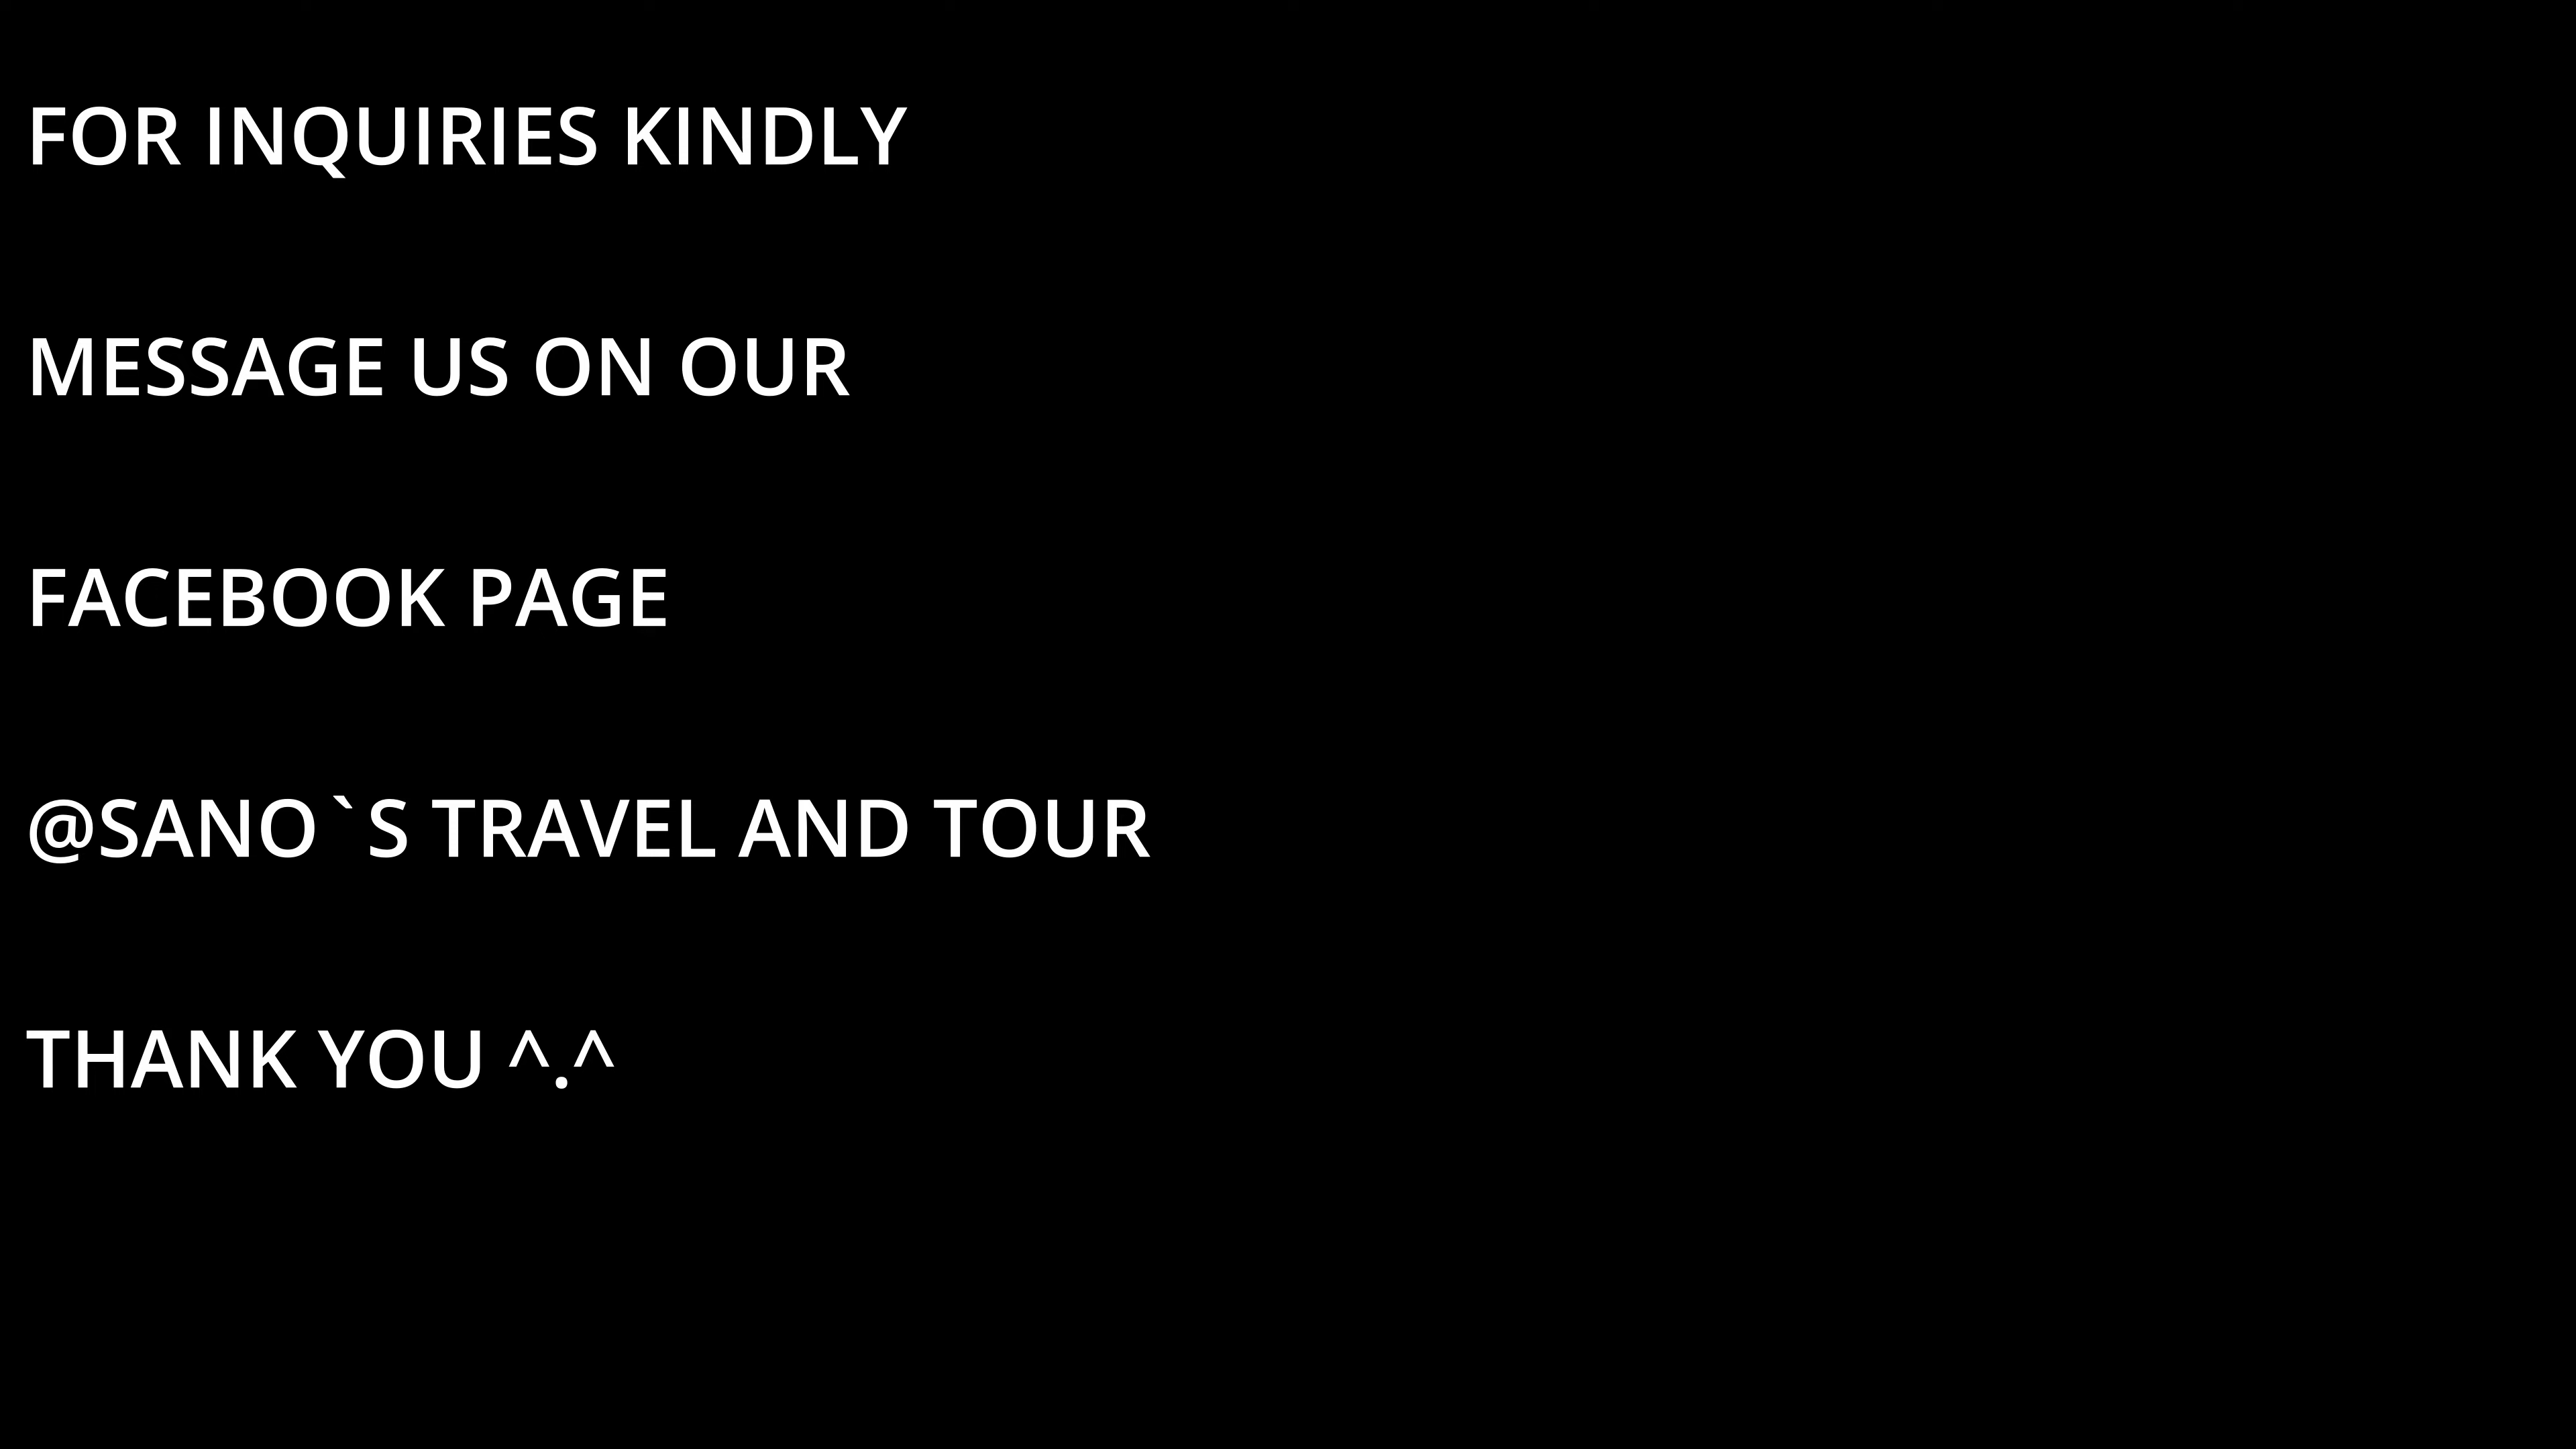 FOR INQUIRIES KINDLY
MESSAGE US ON OUR
FACEBOOK PAGE
@SANO`S TRAVEL AND TOUR
THANK YOU ^.^